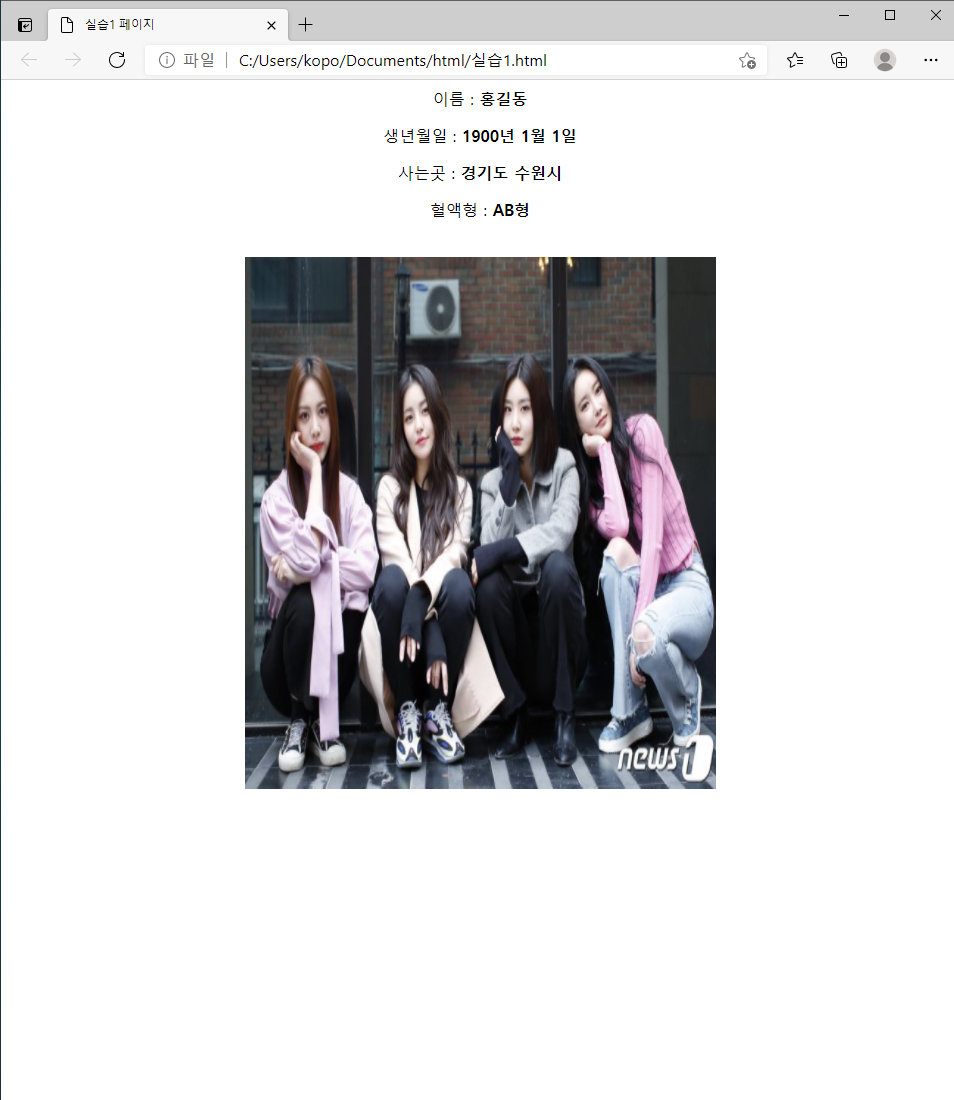 실습1 페이지
파일
C:/Users/kopo/Documents/html/실습1.html
이름 : 홍길동
생년월일 : 1900년 1월 1일
사는곳 : 경기도 수원시
혈액형 : AB형
news1